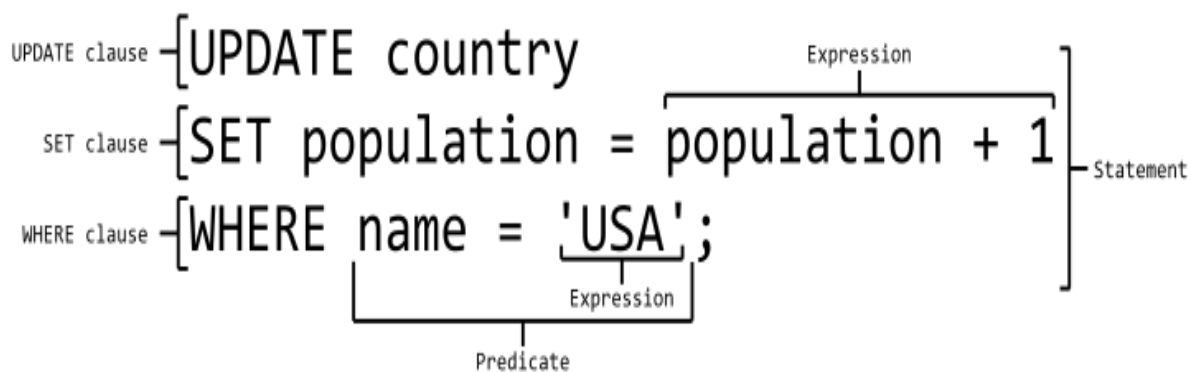 UPDATE clause UPDATE country
Expression
SET clause SET population = population + 1
Statement
WHERE clause WHERE name = 'USA';
Expression
Predicate